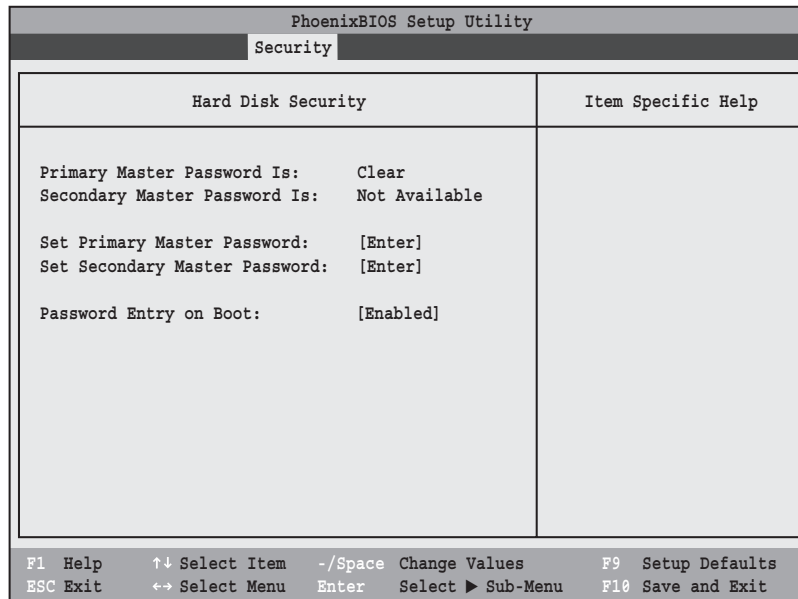 PhoenixBIOS Setup Utility
Security
Hard Disk Security
Item Specific Help
Primary Master Password Is: Clear
Secondary Master Password Is: Not Available
Set Primary Master Password: [Enter]
Set Secondary Master Password: [Enter]
Password Entry on Boot: [Enabled]
F1 Help ↑↓ Select Item -/Space Change Values F9 Setup Defaults
ESC Exit ←→ Select Menu Enter Select ▶ Sub-Menu F10 Save and Exit